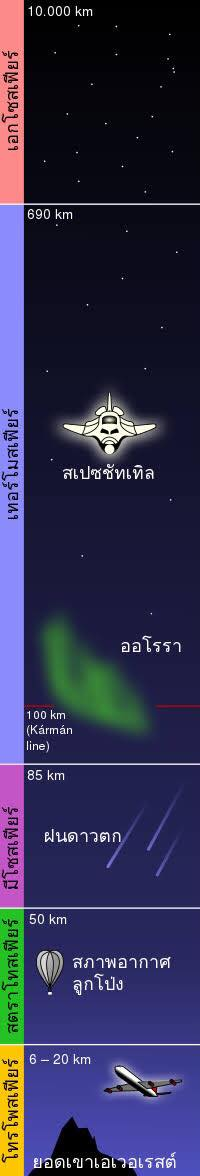 10.000 km
เอกโซสเฟียร์
690 km
เทอร์โมสเฟียร์
สเปซชัทเทิล
ออโรรา
100 km
(Kármán
line)
85 km
มีโซสเฟียร์
ฝนดาวตก
50 km
สตราโทสเฟียร์
สภาพอากาศ
ลูกโป่ง
6 – 20 km
โทรโพสเฟียร์
ยอดเขาเอเวอเรสต์